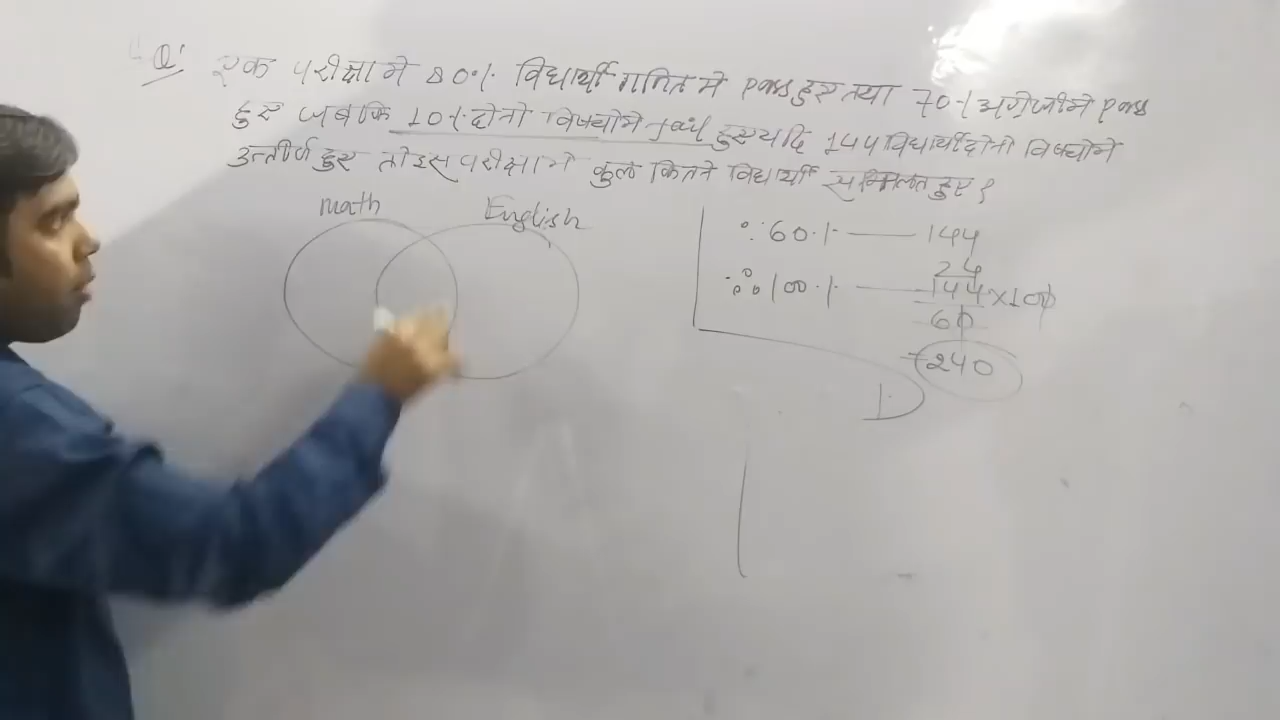 Q. एक परीक्षा मे 80% विद्यार्थी गणित मे pass हुए तथा 70% अंग्रेजी मे pass
हुए जबकि 10% दोनो विषयो मे fail हुए यदि 144 विद्यार्थी दोनो विषयो मे
उत्तीर्ण हुए तो इस परीक्षा मे कुल कितने विद्यार्थी सम्मिलित हुए ?
Math English
∵ 60% — 144
24
∴ 100% — 144 × 100
60
= 240
D